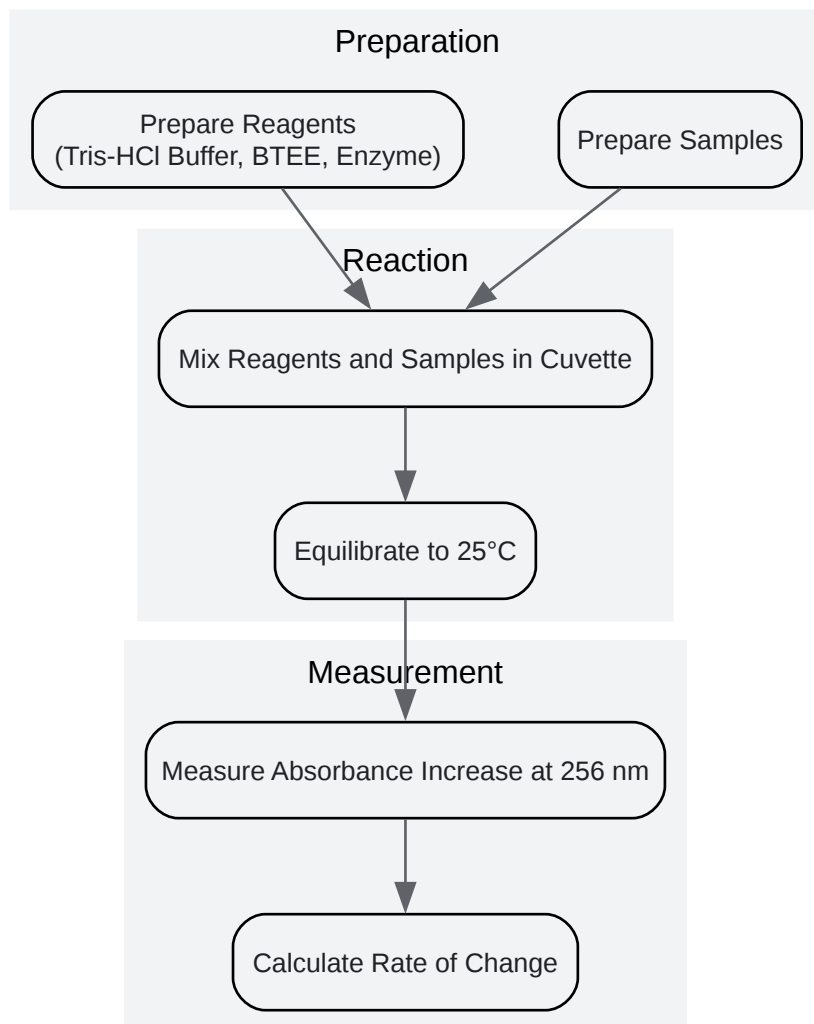 Preparation
Prepare Reagents
(Tris-HCl Buffer, BTEE, Enzyme)
Prepare Samples
Reaction
Mix Reagents and Samples in Cuvette
Equilibrate to 25°C
Measurement
Measure Absorbance Increase at 256 nm
Calculate Rate of Change